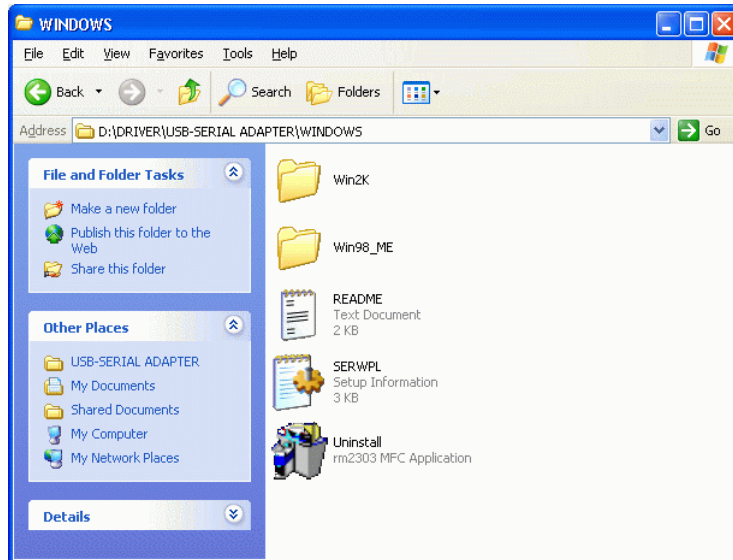 WINDOWS
File Edit View Favorites Tools Help
Back Search Folders
Address D:\DRIVER\USB-SERIAL ADAPTER\WINDOWS Go
File and Folder Tasks
Make a new folder
Publish this folder to the
Web
Share this folder
Other Places
USB-SERIAL ADAPTER
My Documents
Shared Documents
My Computer
My Network Places
Details
Win2K
Win98_ME
README
Text Document
2 KB
SERWPL
Setup Information
3 KB
Uninstall
rm2303 MFC Application